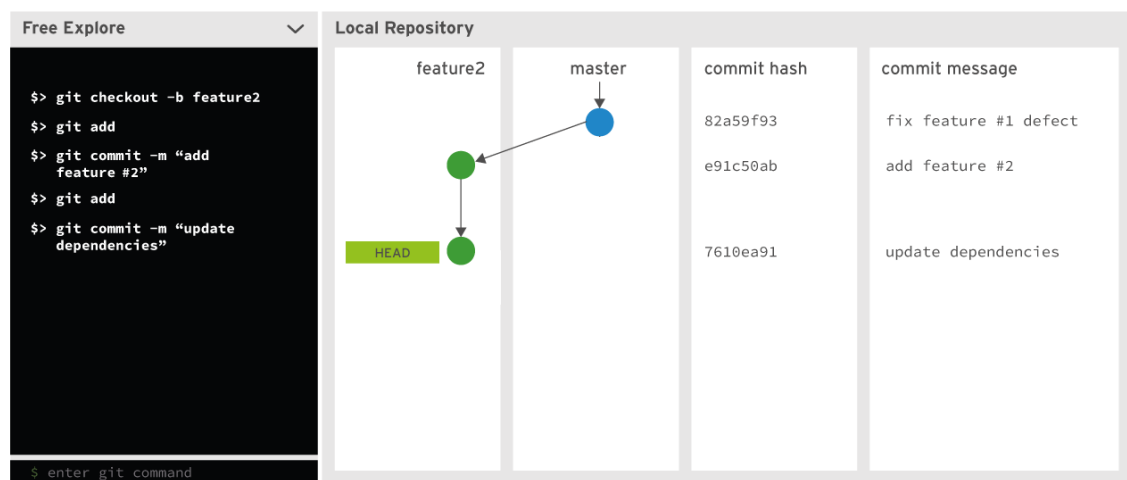 Free Explore
$> git checkout -b feature2
$> git add
$> git commit -m “add
feature #2”
$> git add
$> git commit -m “update
dependencies”
$ enter git command
Local Repository
feature2
master
commit hash
commit message
82a59f93
fix feature #1 defect
e91c50ab
add feature #2
HEAD
7610ea91
update dependencies